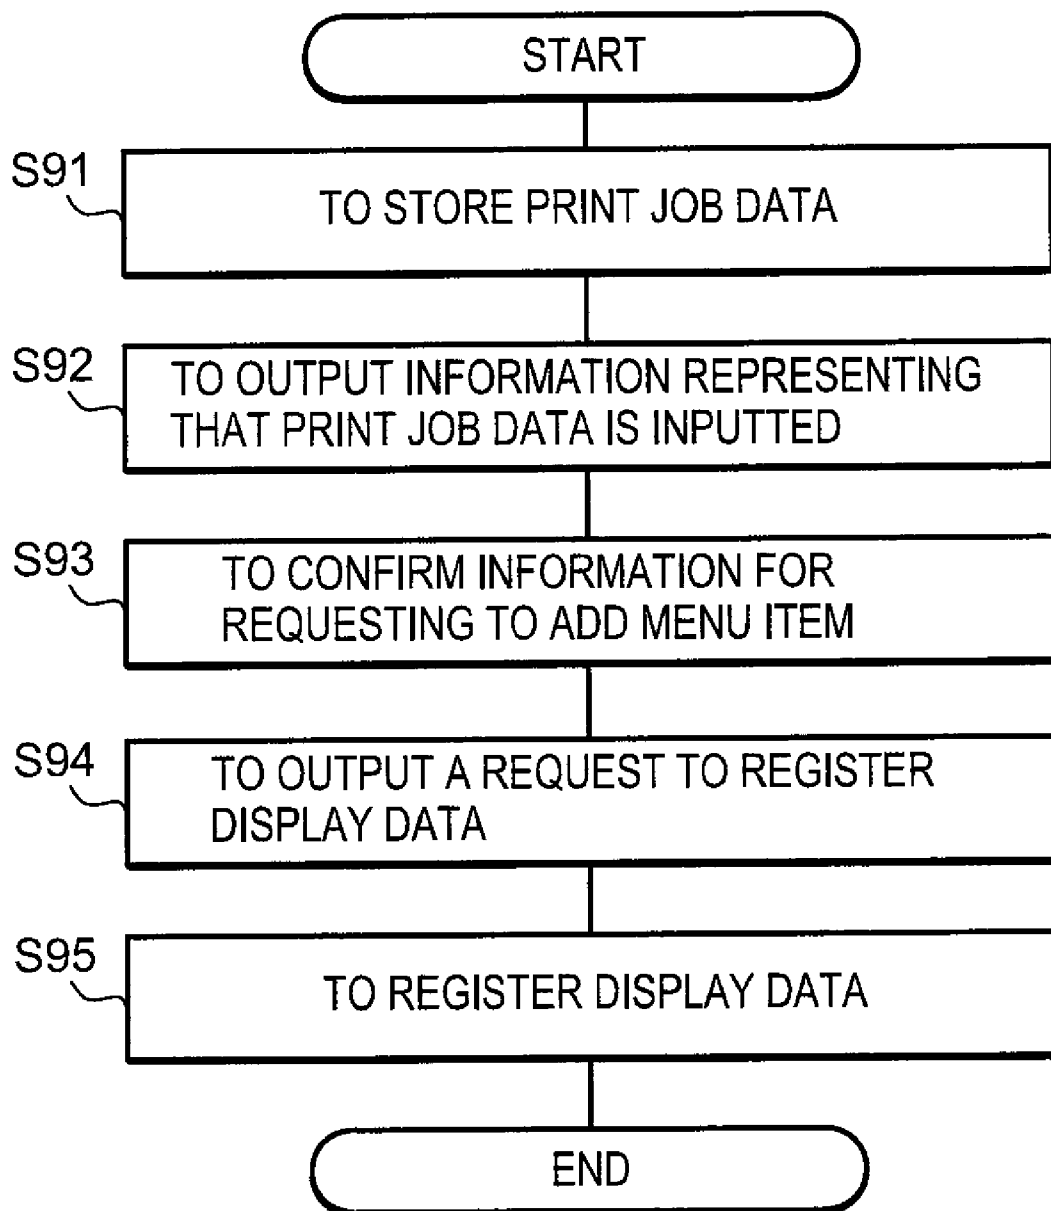 START
S91
TO STORE PRINT JOB DATA
S92
TO OUTPUT INFORMATION REPRESENTING
THAT PRINT JOB DATA IS INPUTTED
S93
TO CONFIRM INFORMATION FOR
REQUESTING TO ADD MENU ITEM
S94
TO OUTPUT A REQUEST TO REGISTER
DISPLAY DATA
S95
TO REGISTER DISPLAY DATA
END